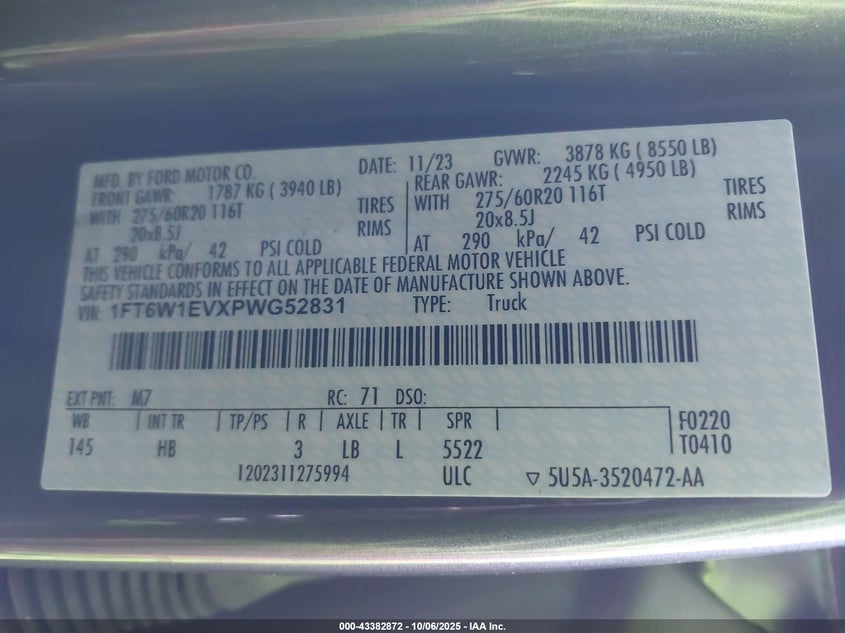 MFD. BY FORD MOTOR CO. DATE: 11/23 GVWR: 3878 KG ( 8550 LB)
FRONT GAWR: 1787 KG ( 3940 LB) REAR GAWR: 2245 KG ( 4950 LB)
WITH 275/60R20 116T TIRES WITH 275/60R20 116T TIRES
20x8.5J RIMS 20x8.5J RIMS
AT 290 kPa/ 42 PSI COLD AT 290 kPa/ 42 PSI COLD
THIS VEHICLE CONFORMS TO ALL APPLICABLE FEDERAL MOTOR VEHICLE
SAFETY STANDARDS IN EFFECT ON THE DATE OF MANUFACTURE SHOWN ABOVE.
VIN: 1FT6W1EVXPWG52831 TYPE: Truck
EXT PNT: M7 RC: 71 DSO:
WB INT TR TP/PS R AXLE TR SPR F0220
145 HB 3 LB L 5522 T0410
1202311275994 ULC ▽ 5U5A-3520472-AA
000-43382872 - 10/06/2025 - IAA Inc.